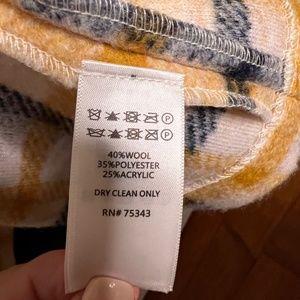 40%WOOL
35%POLYESTER
25%ACRYLIC
DRY CLEAN ONLY
RN# 75343